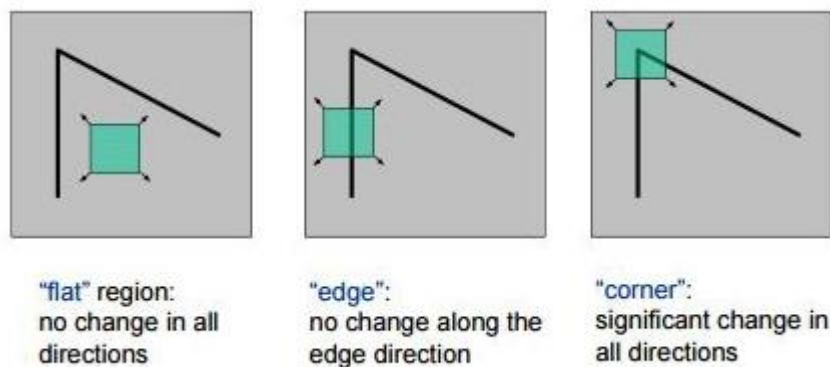 "flat" region:
no change in all
directions
"edge":
no change along the
edge direction
"corner":
significant change in
all directions